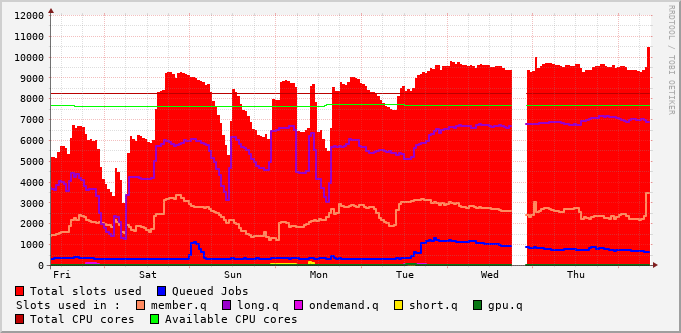 RRDTOOL / TOBI OETIKER
12000
11000
10000
9000
8000
7000
6000
5000
4000
3000
2000
1000
0
Fri Sat Sun Mon Tue Wed Thu
Total slots used Queued Jobs
Slots used in : member.q long.q ondemand.q short.q gpu.q
Total CPU cores Available CPU cores